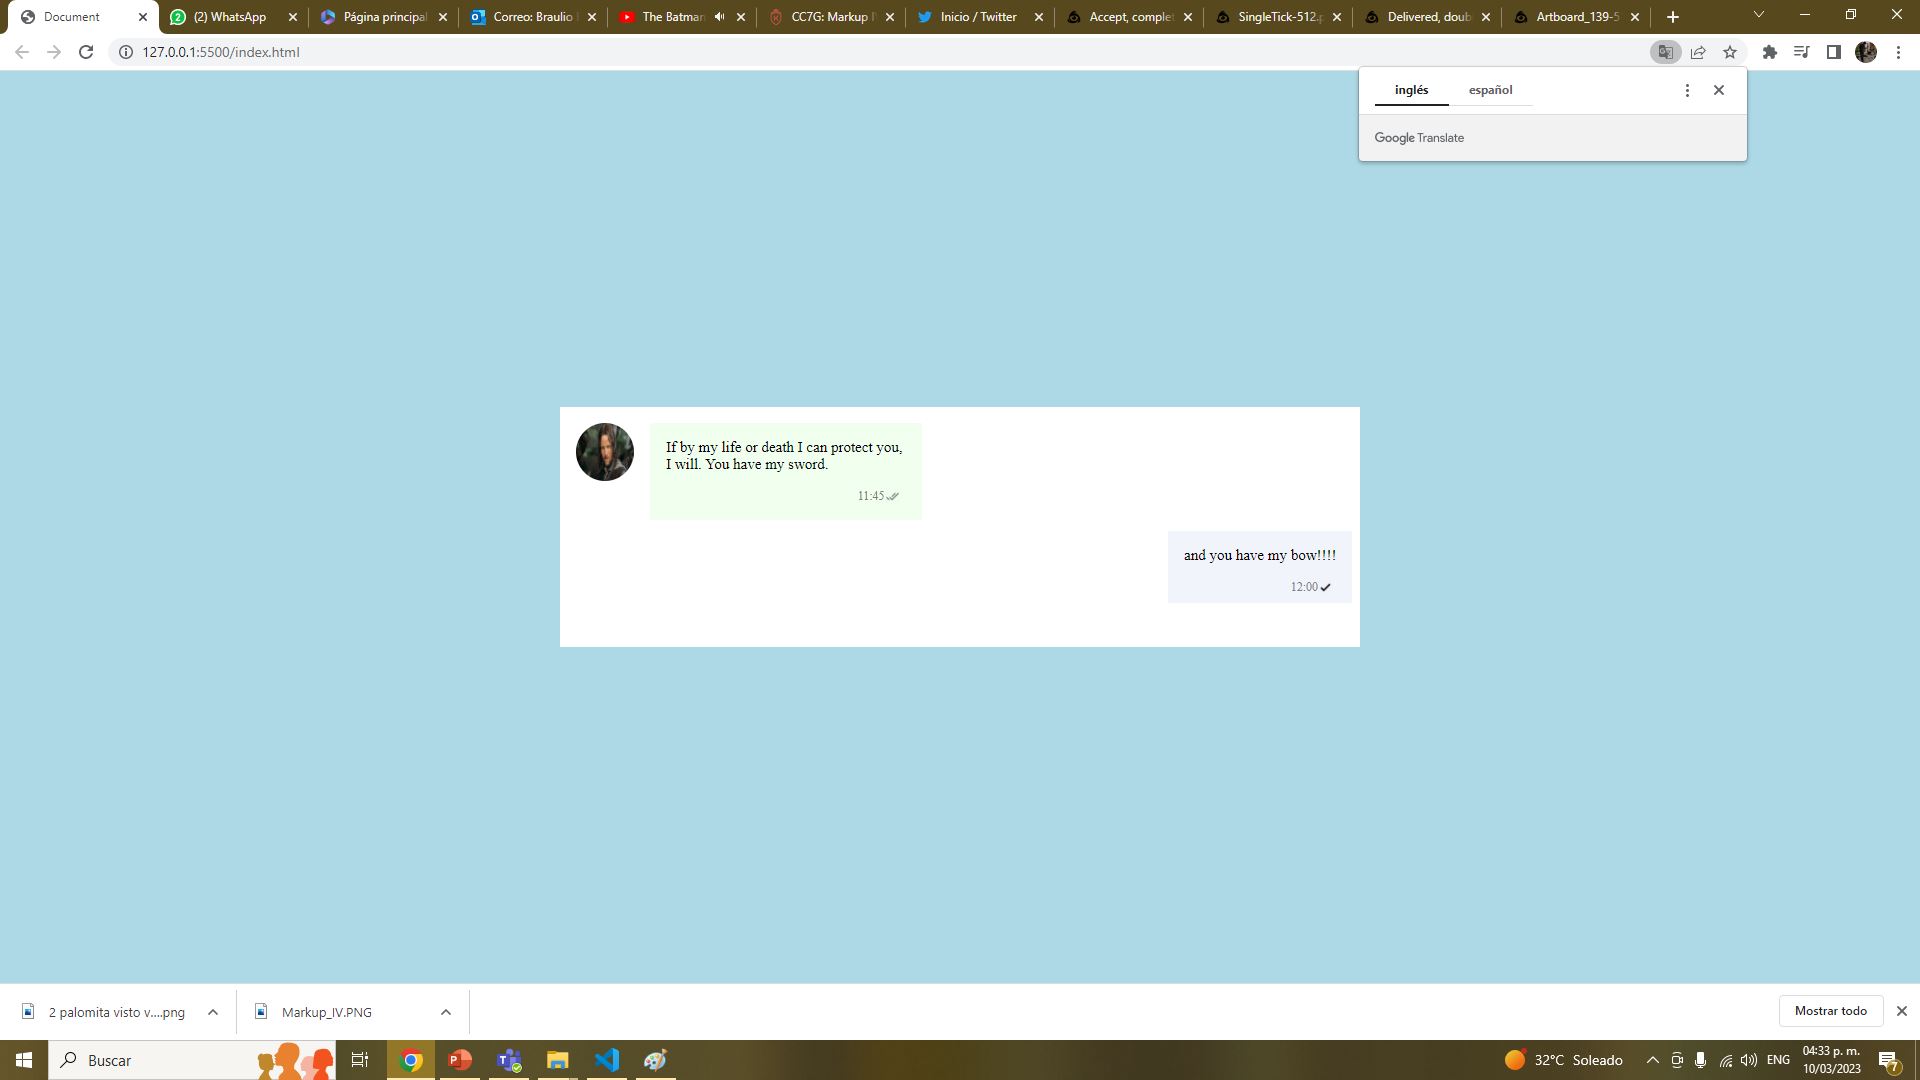 Document
(2) WhatsApp
Página principal
Correo: Braulio
The Batman
CC7G: Markup
Inicio / Twitter
Accept, complet
SingleTick-512.p
Delivered, doub
Artboard_139-5
127.0.0.1:5500/index.html
inglés
español
Google Translate
If by my life or death I can protect you,
I will. You have my sword.
11:45
and you have my bow!!!!
12:00
2 palomita visto v....png
Markup_IV.PNG
Mostrar todo
Buscar
32°C Soleado
ENG
04:33 p. m.
10/03/2023
7